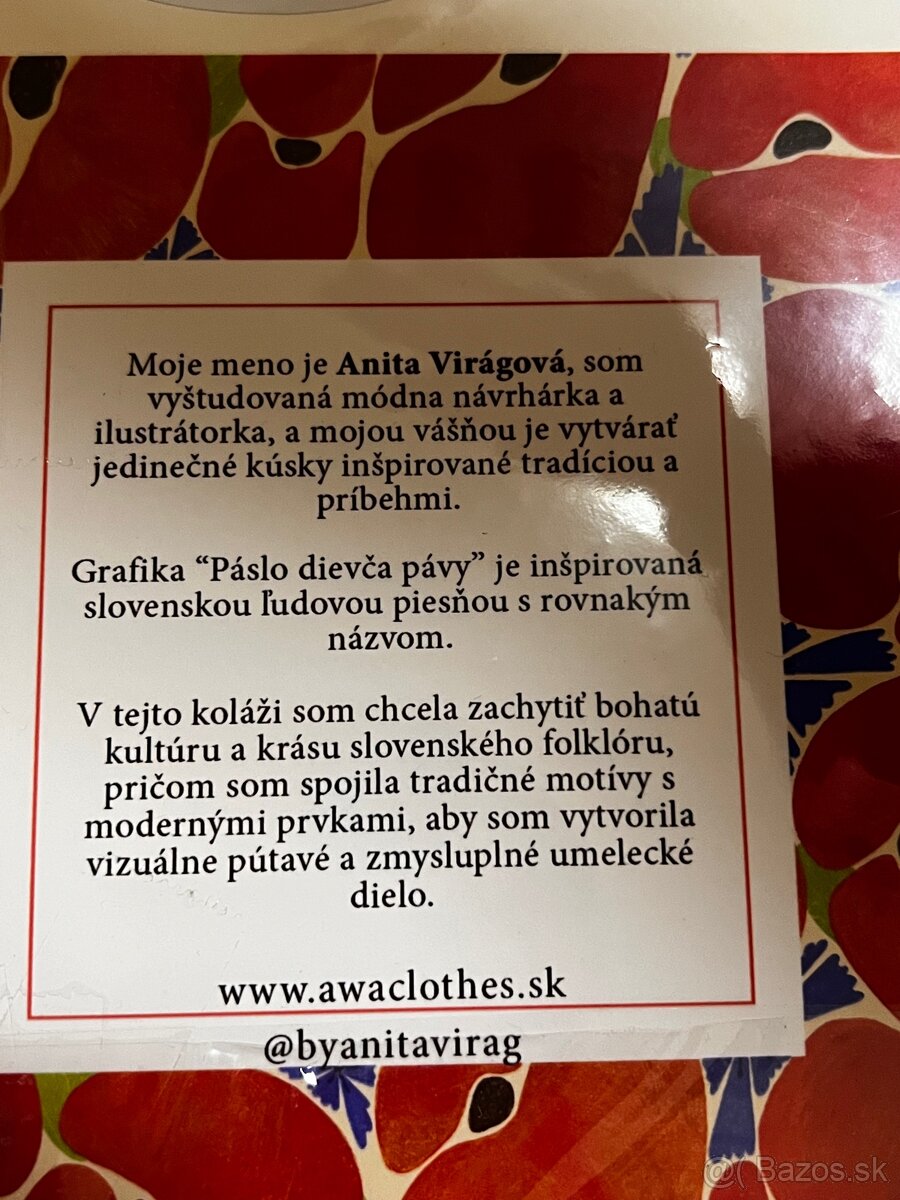 Moje meno je Anita Virágová, som
vyštudovaná módna návrhárka a
ilustrátorka, a mojou vášňou je vytvárať
jedinečné kúsky inšpirované tradíciou a
príbehmi.
Grafika “Páslo dievča pávy” je inšpirovaná
slovenskou ľudovou piesňou s rovnakým
názvom.
V tejto koláži som chcela zachytiť bohatú
kultúru a krásu slovenského folklóru,
pričom som spojila tradičné motívy s
modernými prvkami, aby som vytvorila
vizuálne pútavé a zmysluplné umelecké
dielo.
www.awaclothes.sk
@byanitavirag
@( Bazos.sk